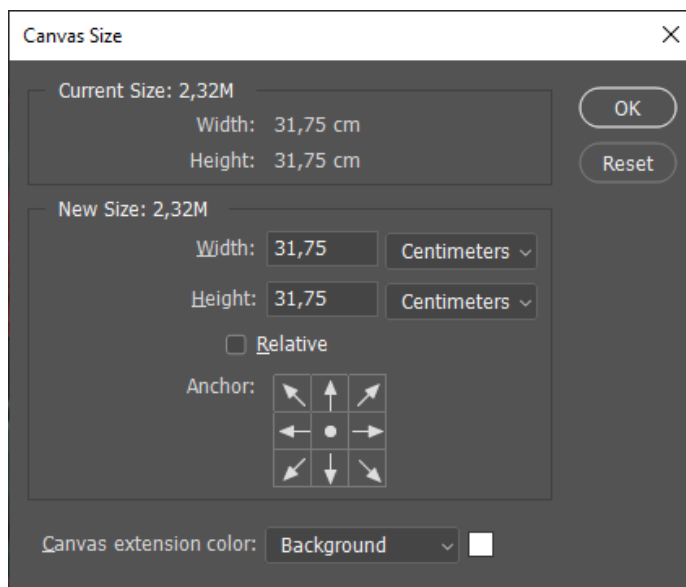 Canvas Size
Current Size: 2,32M
Width: 31,75 cm
Height: 31,75 cm
OK
Reset
New Size: 2,32M
Width: 31,75 Centimeters
Height: 31,75 Centimeters
Relative
Anchor:
Canvas extension color: Background